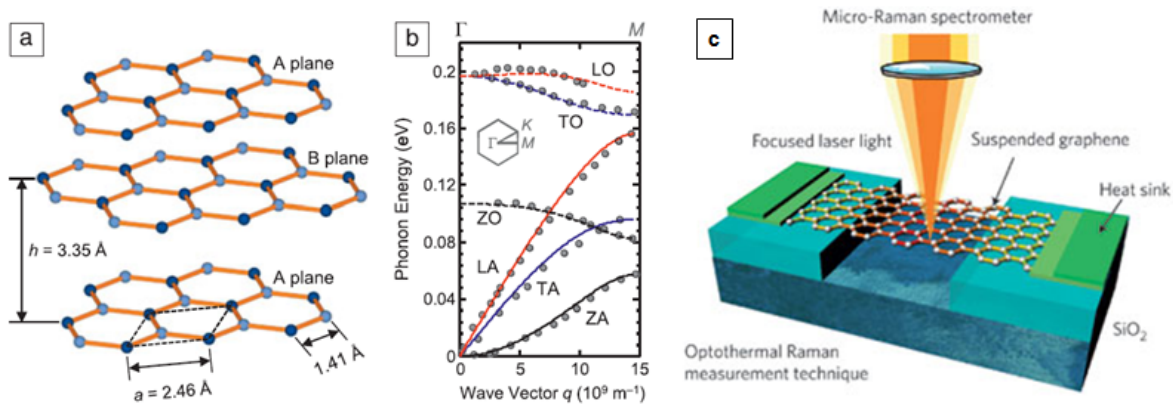 a
A plane
B plane
h = 3.35 Å
A plane
a = 2.46 Å
1.41 Å
b
Γ
M
0.2
0.16
0.12
0.08
0.04
0
LO
TO
K
Γ
M
ZO
LA
TA
ZA
Phonon Energy (eV)
0 5 10 15
Wave Vector q (10⁹ m⁻¹)
c
Micro-Raman spectrometer
Focused laser light
Suspended graphene
Heat sink
SiO₂
Optothermal Raman
measurement technique